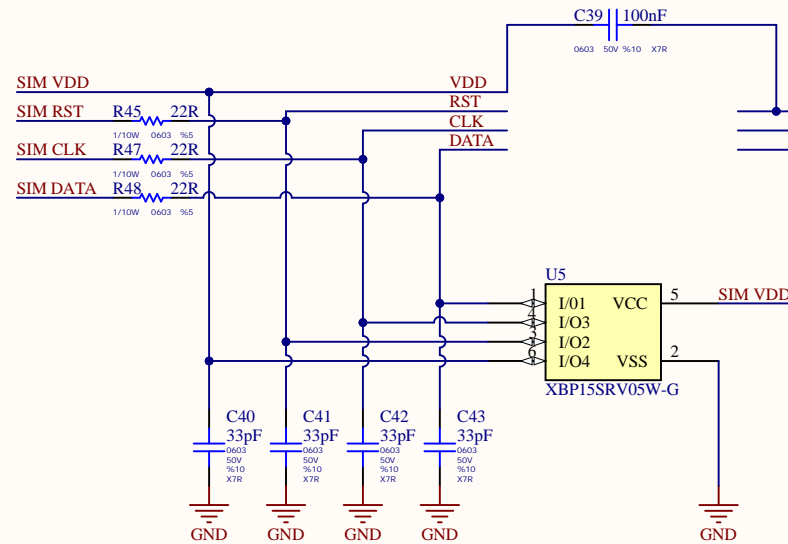 C39 100nF
0603 50V %10 X7R
SIM VDD
VDD
SIM RST R45 22R
RST
1/10W 0603 %5
CLK
SIM CLK R47 22R
DATA
1/10W 0603 %5
SIM DATA R48 22R
1/10W 0603 %5
U5
1 I/01 VCC 5 SIM VDD
4 I/O3
3 I/O2
6 I/O4 VSS 2
XBP15SRV05W-G
C40
33pF
0603
50V
%10
X7R
GND
C41
33pF
0603
50V
%10
X7R
GND
C42
33pF
0603
50V
%10
X7R
GND
C43
33pF
0603
50V
%10
X7R
GND
GND